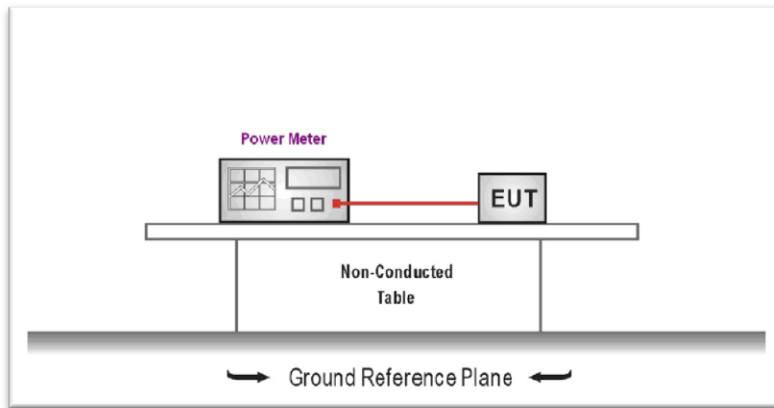 Power Meter
EUT
Non-Conducted
Table
Ground Reference Plane